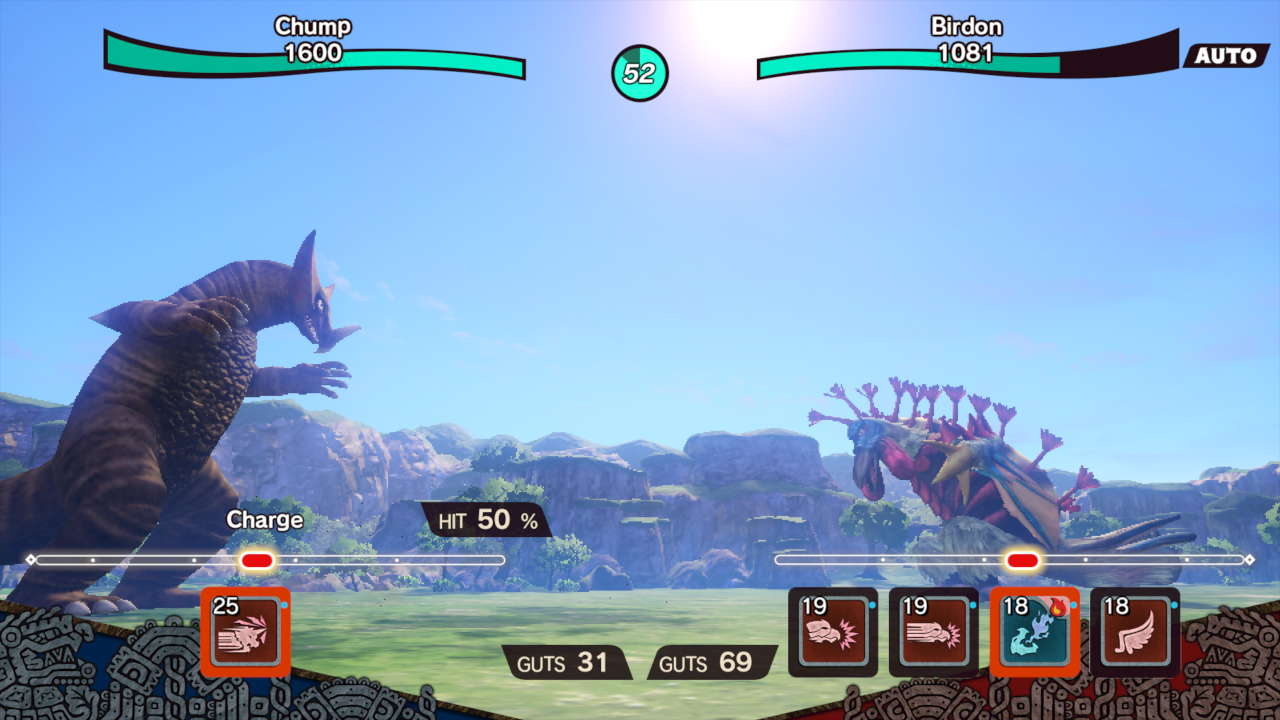 Chump
1600
52
Birdon
1081
AUTO
Charge
HIT 50 %
25
GUTS 31
GUTS 69
19
19
18
18